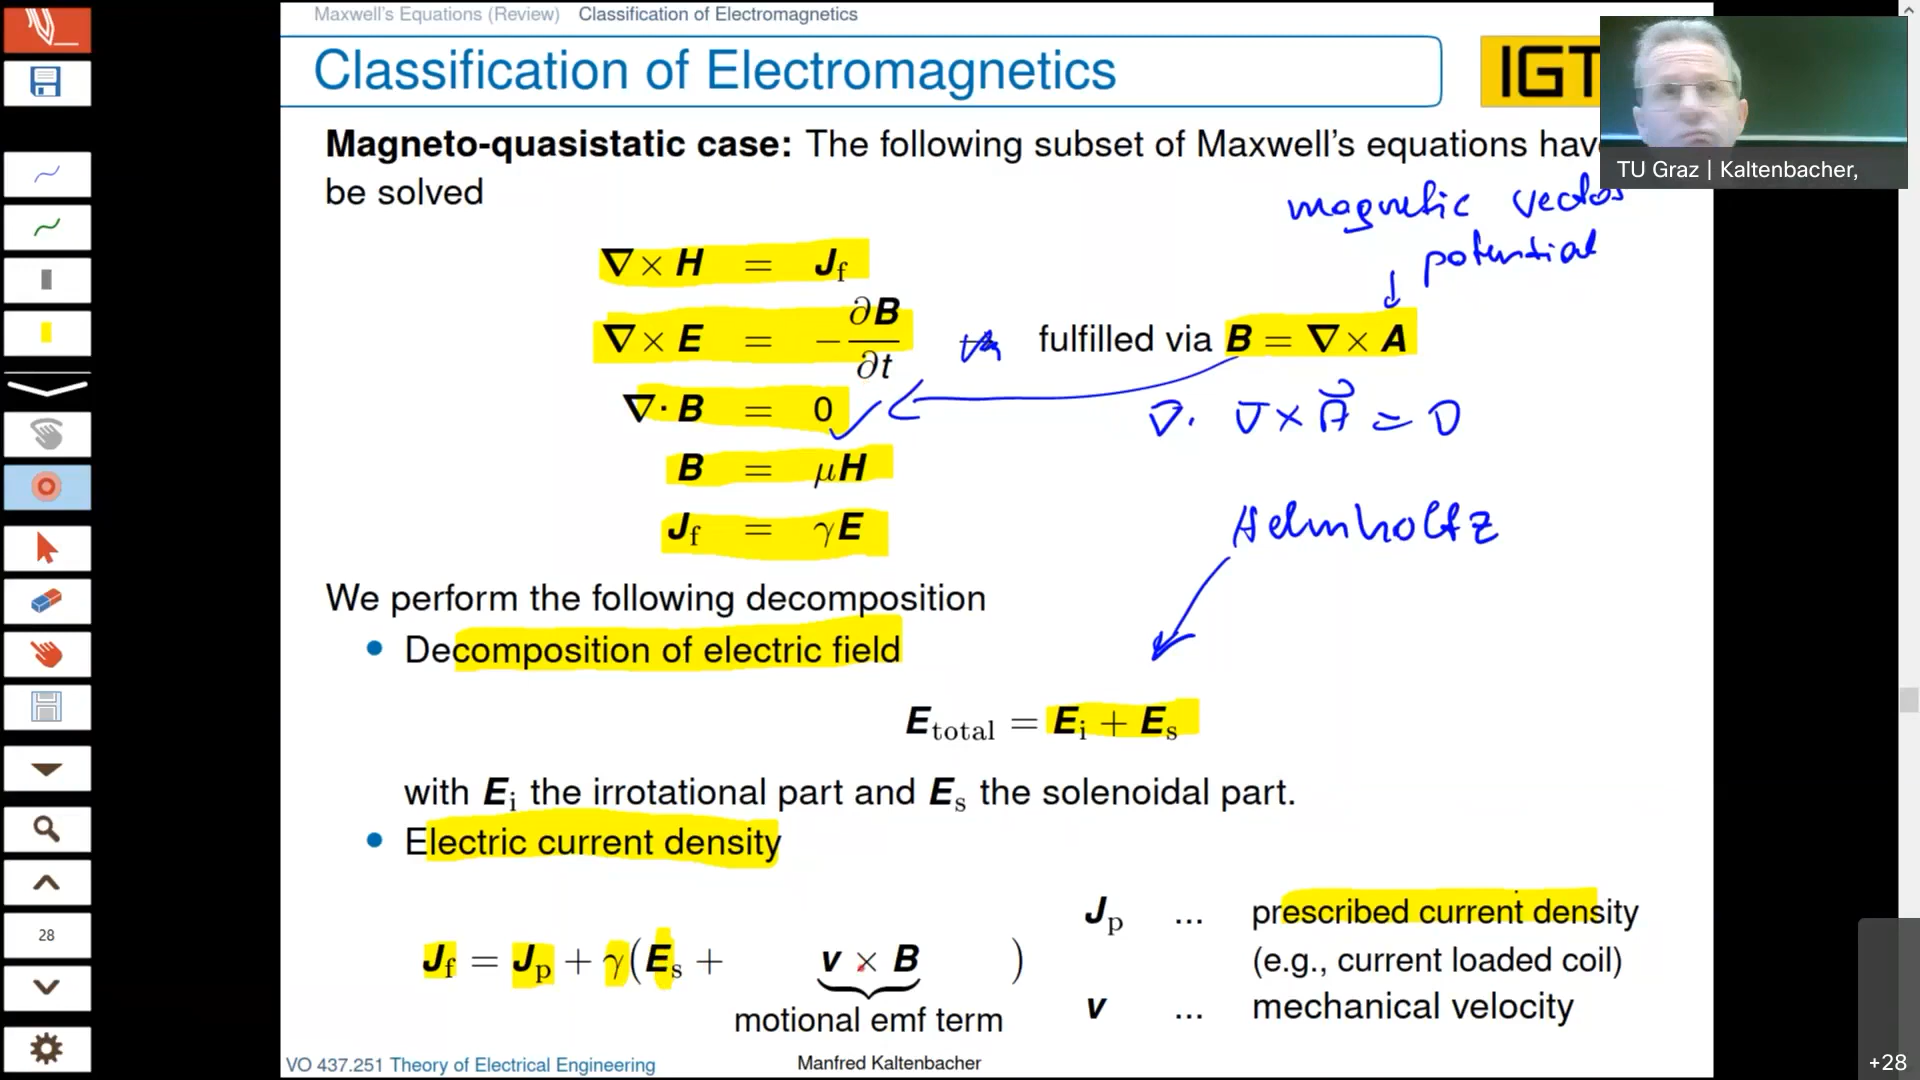 Maxwell's Equations (Review) Classification of Electromagnetics
Classification of Electromagnetics
IGT
TU Graz | Kaltenbacher,
Magneto-quasistatic case: The following subset of Maxwell's equations have
be solved
magnetic vector
potential
∇ × H = J_f
∇ × E = −∂B/∂t fulfilled via B = ∇ × A
∇ · B = 0
∇ · ∇ × A⃗ = 0
B = μH
J_f = γE
Helmholtz
We perform the following decomposition
• Decomposition of electric field
E_total = E_i + E_s
with E_i the irrotational part and E_s the solenoidal part.
• Electric current density
J_f = J_p + γ(E_s + v × B)
motional emf term
J_p ... prescribed current density
(e.g., current loaded coil)
v ... mechanical velocity
VO 437.251 Theory of Electrical Engineering Manfred Kaltenbacher
28
+28